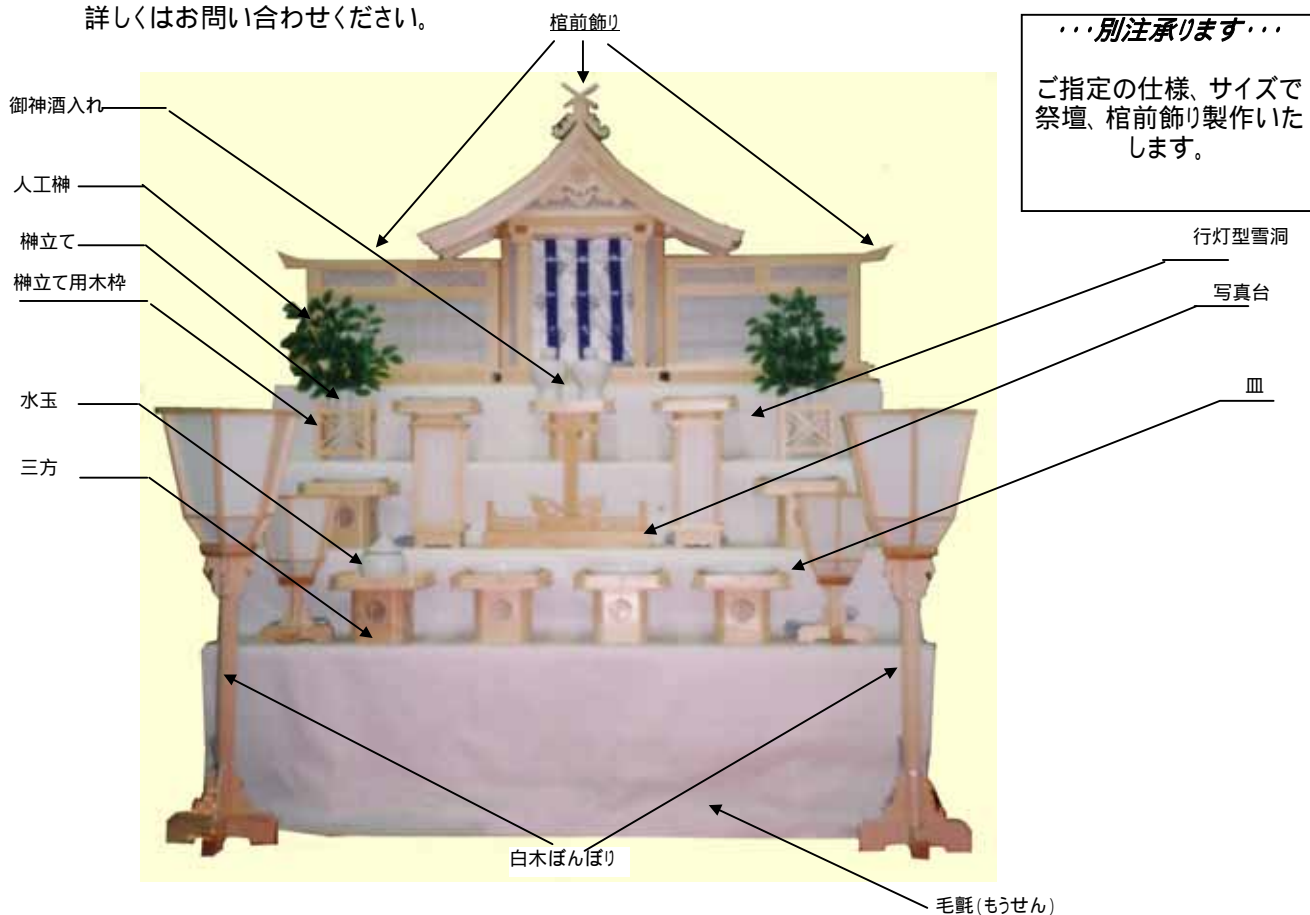 詳しくはお問い合わせください。
棺前飾り
･･･別注承ります･･･
ご指定の仕様、サイズで
祭壇、棺前飾り製作いた
します。
御神酒入れ
人工榊
榊立て
榊立て用木枠
水玉
三方
行灯型雪洞
写真台
皿
白木ぼんぼり
毛氈(もうせん)